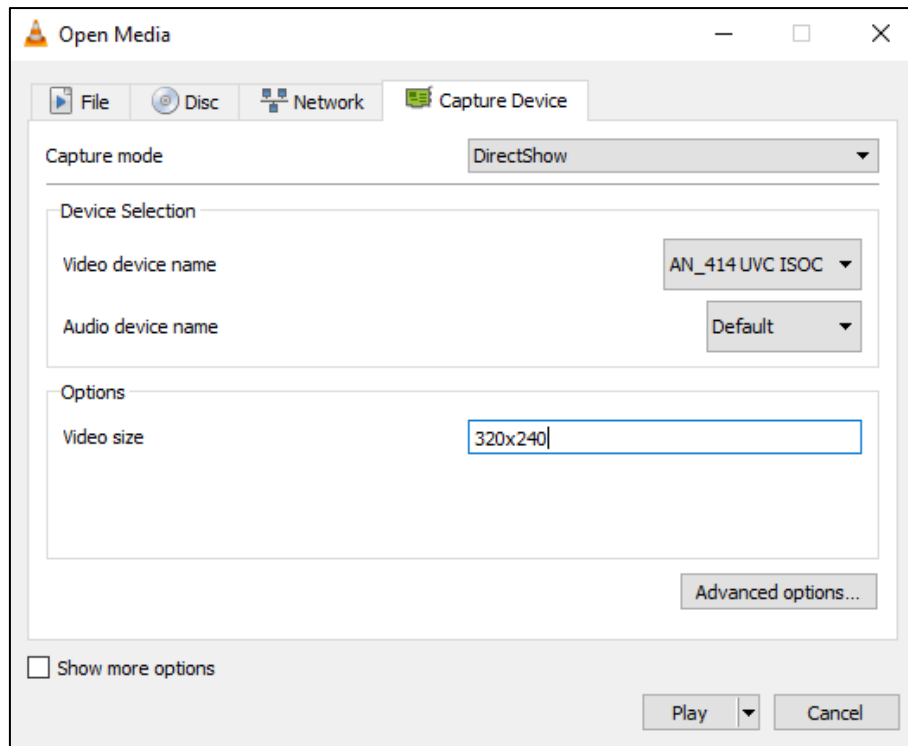 Open Media
File Disc Network Capture Device
Capture mode DirectShow
Device Selection
Video device name AN_414 UVC ISOC
Audio device name Default
Options
Video size 320x240
Advanced options...
Show more options
Play Cancel